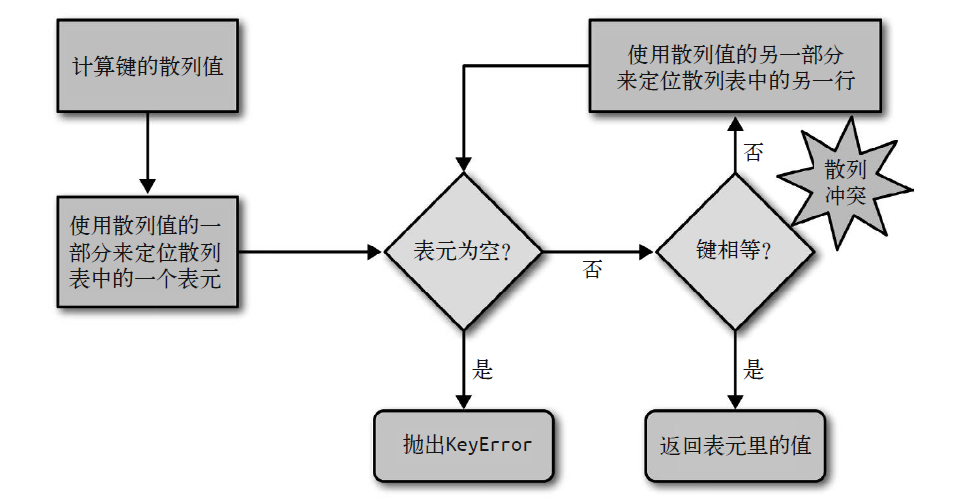 计算键的散列值
使用散列值的另一部分
来定位散列表中的另一行
否
散列
冲突
使用散列值的一
部分来定位散列
表中的一个表元
表元为空?
否
键相等?
是
是
抛出KeyError
返回表元里的值